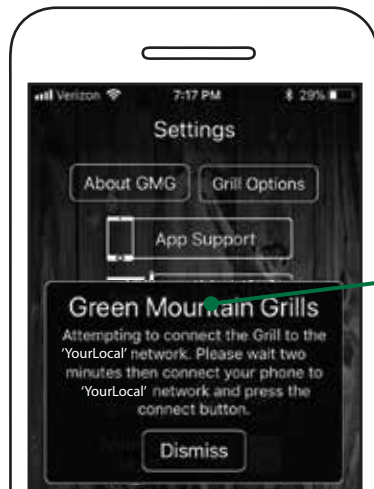 Verizon 7:17 PM 29%
Settings
About GMG Grill Options
App Support
Green Mountain Grills
Attempting to connect the Grill to the
'YourLocal' network. Please wait two
minutes then connect your phone to
'YourLocal' network and press the
connect button.
Dismiss